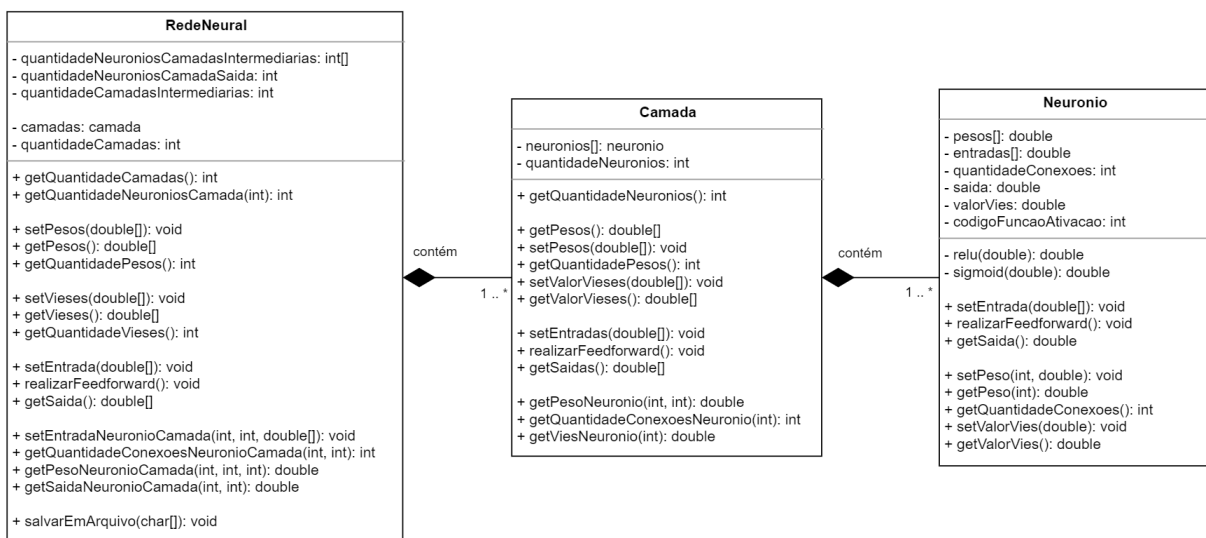 RedeNeural
- quantidadeNeuroniosCamadasIntermediarias: int[]
- quantidadeNeuroniosCamadaSaida: int
- quantidadeCamadasIntermediarias: int
- camadas: camada
- quantidadeCamadas: int
+ getQuantidadeCamadas(): int
+ getQuantidadeNeuroniosCamada(int): int
+ setPesos(double[]): void
+ getPesos(): double[]
+ getQuantidadePesos(): int
+ setVieses(double[]): void
+ getVieses(): double[]
+ getQuantidadeVieses(): int
+ setEntrada(double[]): void
+ realizarFeedforward(): void
+ getSaida(): double[]
+ setEntradaNeuronioCamada(int, int, double[]): void
+ getQuantidadeConexoesNeuronioCamada(int, int): int
+ getPesoNeuronioCamada(int, int, int): double
+ getSaidaNeuronioCamada(int, int): double
+ salvarEmArquivo(char[]): void
contém
1 .. *
Camada
- neuronios[]: neuronio
- quantidadeNeuronios: int
+ getQuantidadeNeuronios(): int
+ getPesos(): double[]
+ setPesos(double[]): void
+ getQuantidadePesos(): int
+ setValorVieses(double[]): void
+ getValorVieses(): double[]
+ setEntradas(double[]): void
+ realizarFeedforward(): void
+ getSaidas(): double[]
+ getPesoNeuronio(int, int): double
+ getQuantidadeConexoesNeuronio(int): int
+ getViesNeuronio(int): double
contém
1 .. *
Neuronio
- pesos[]: double
- entradas[]: double
- quantidadeConexoes: int
- saida: double
- valorVies: double
- codigoFuncaoAtivacao: int
- relu(double): double
- sigmoid(double): double
+ setEntrada(double[]): void
+ realizarFeedforward(): void
+ getSaida(): double
+ setPeso(int, double): void
+ getPeso(int): double
+ getQuantidadeConexoes(): int
+ setValorVies(double): void
+ getValorVies(): double